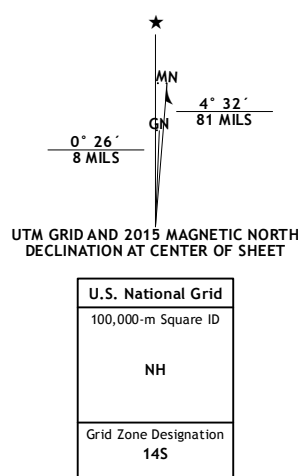 ★
MN
4° 32´
81 MILS
GN
0° 26´
8 MILS
UTM GRID AND 2015 MAGNETIC NORTH
DECLINATION AT CENTER OF SHEET
U.S. National Grid
100,000-m Square ID
NH
Grid Zone Designation
14S